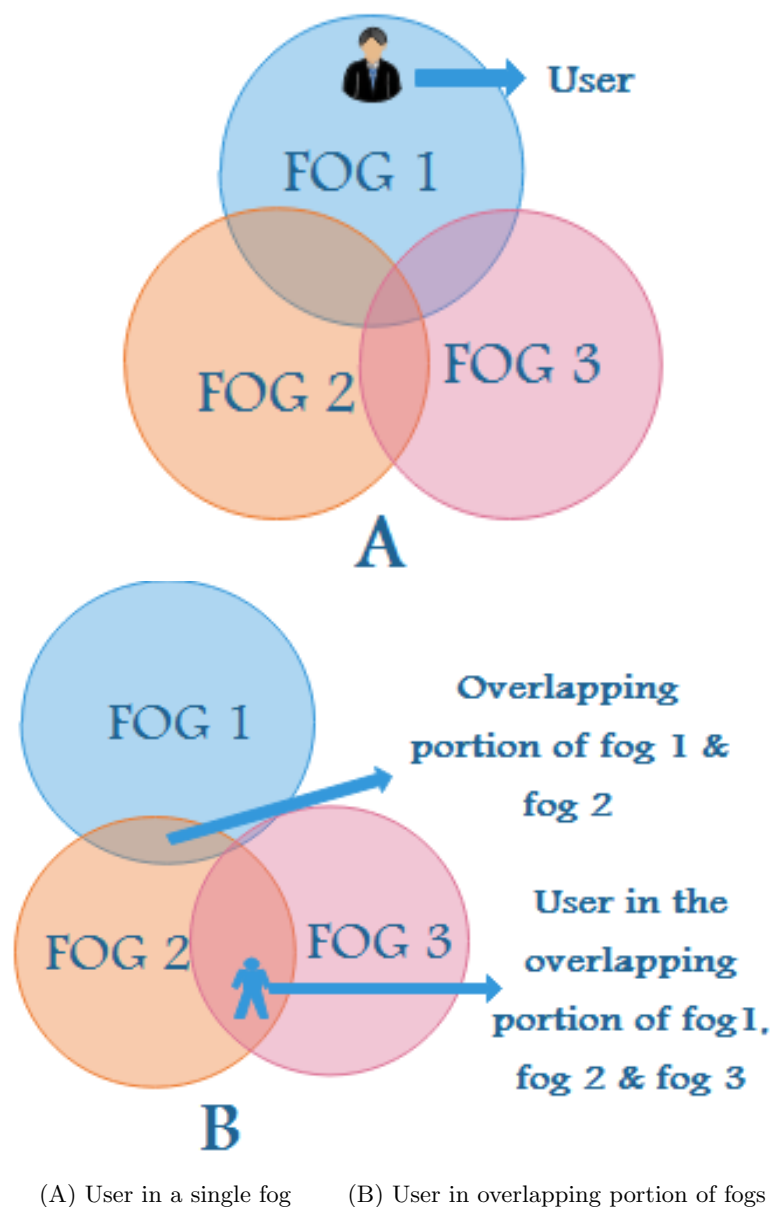 User
FOG 1
FOG 2
FOG 3
A
FOG 1
Overlapping
portion of fog 1 &
fog 2
FOG 2
FOG 3
User in the
overlapping
portion of fog1,
fog 2 & fog 3
B
(A) User in a single fog
(B) User in overlapping portion of fogs